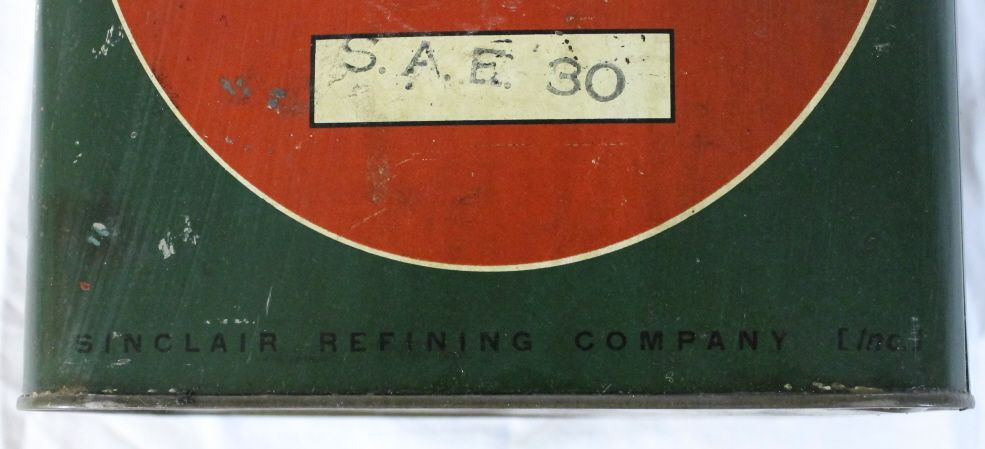 S.A.E. 30
SINCLAIR REFINING COMPANY [Inc.]